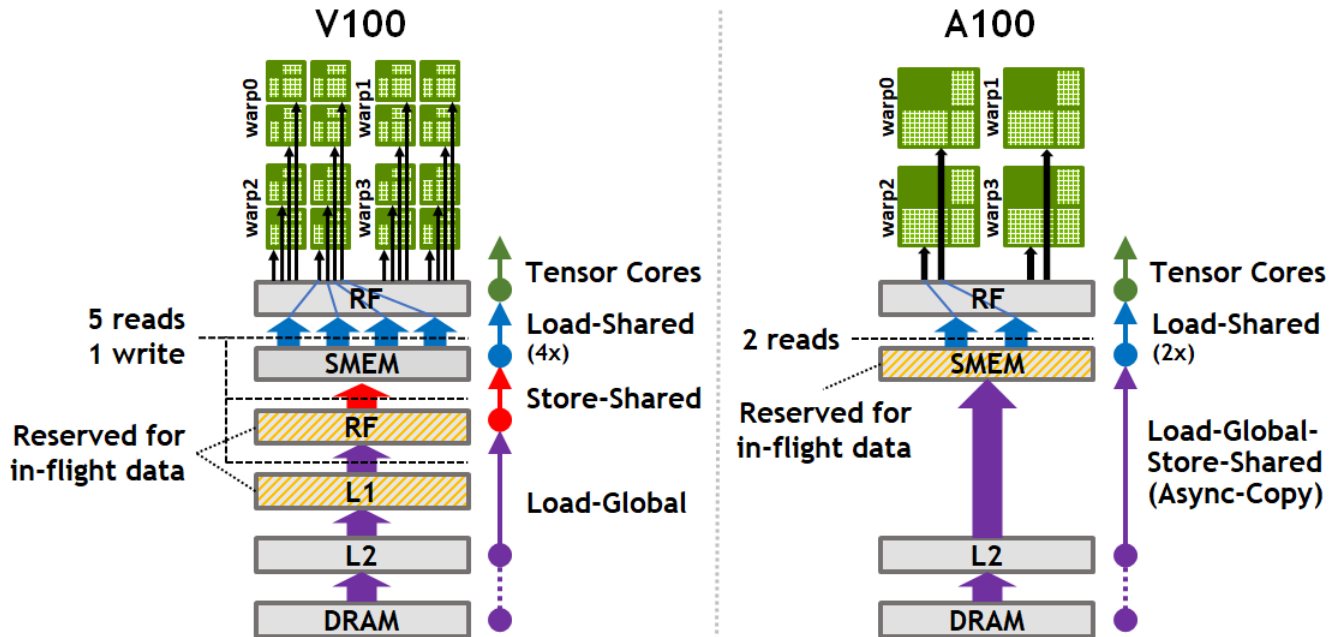 V100
warp0
warp1
warp2
warp3
RF
5 reads
1 write
SMEM
RF
Reserved for
in-flight data
L1
L2
DRAM
Tensor Cores
Load-Shared
(4x)
Store-Shared
Load-Global
A100
warp0
warp1
warp2
warp3
RF
2 reads
SMEM
Reserved for
in-flight data
L2
DRAM
Tensor Cores
Load-Shared
(2x)
Load-Global-
Store-Shared
(Async-Copy)